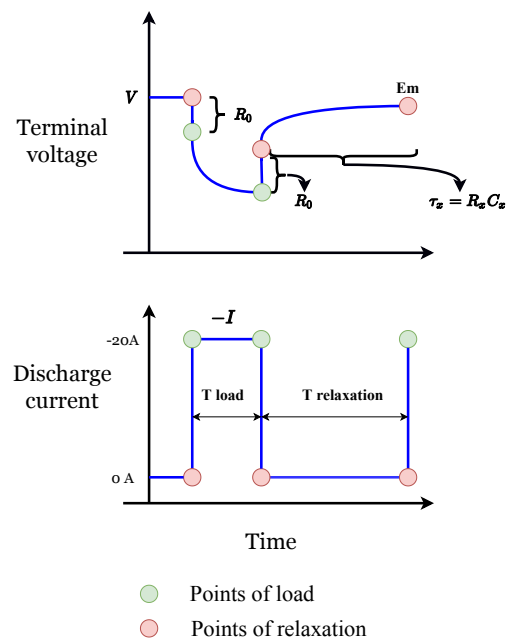 Em
V
R₀
Terminal
voltage
R₀
τₓ = RₓCₓ
-I
-20A
Discharge
current
T load
T relaxation
0 A
Time
Points of load
Points of relaxation